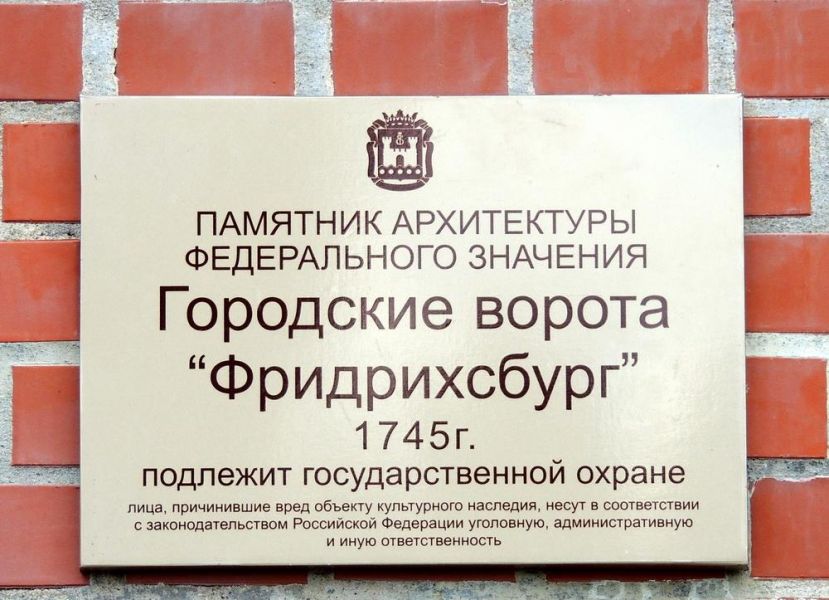 ПАМЯТНИК АРХИТЕКТУРЫ
ФЕДЕРАЛЬНОГО ЗНАЧЕНИЯ
Городские ворота
“Фридрихсбург”
1745г.
подлежит государственной охране
лица, причинившие вред объекту культурного наследия, несут в соответствии
с законодательством Российской Федерации уголовную, административную
и иную ответственность